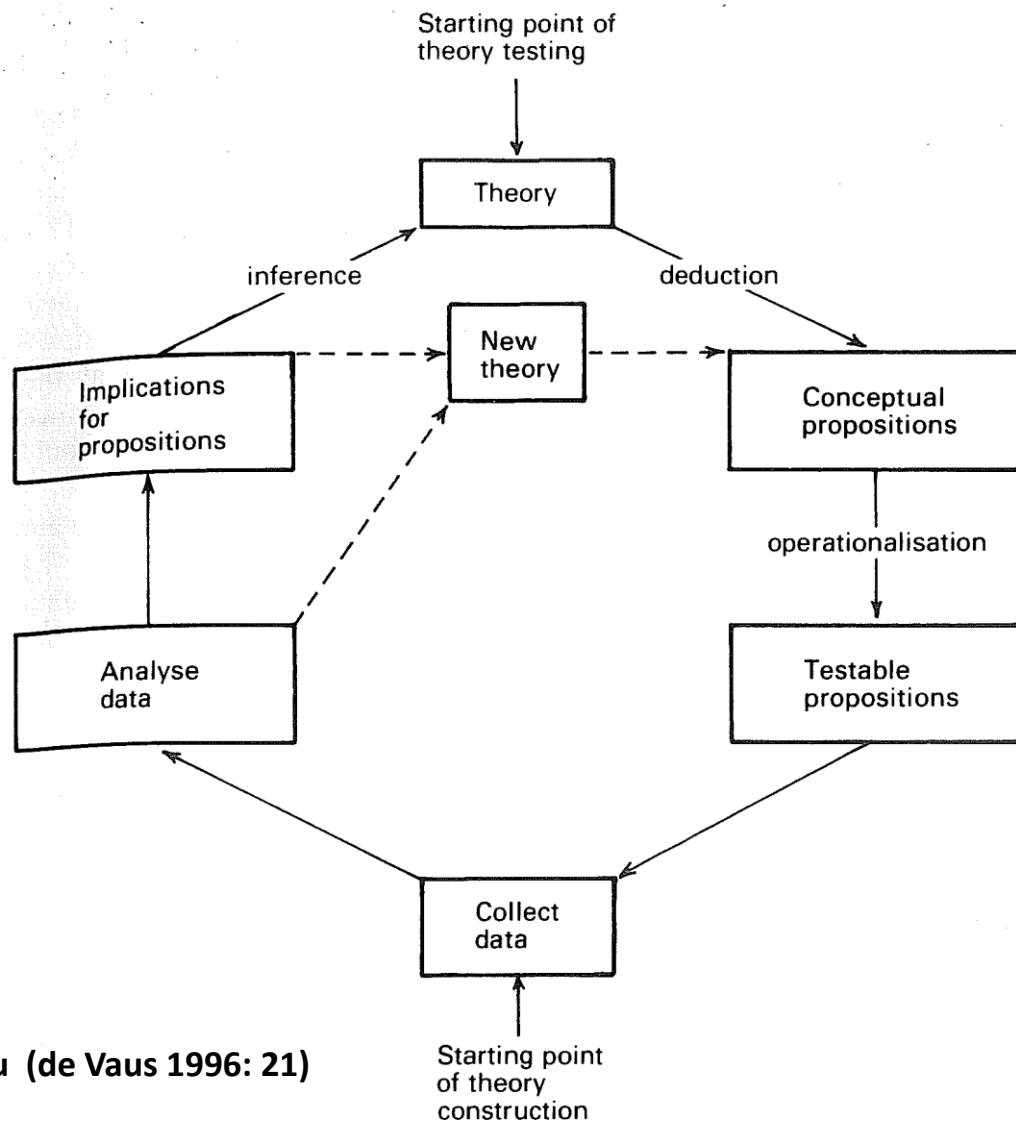 Starting point of
theory testing
Theory
inference
deduction
New
theory
Implications
for
propositions
Conceptual
propositions
operationalisation
Analyse
data
Testable
propositions
Collect
data
(de Vaus 1996: 21)
Starting point
of theory
construction